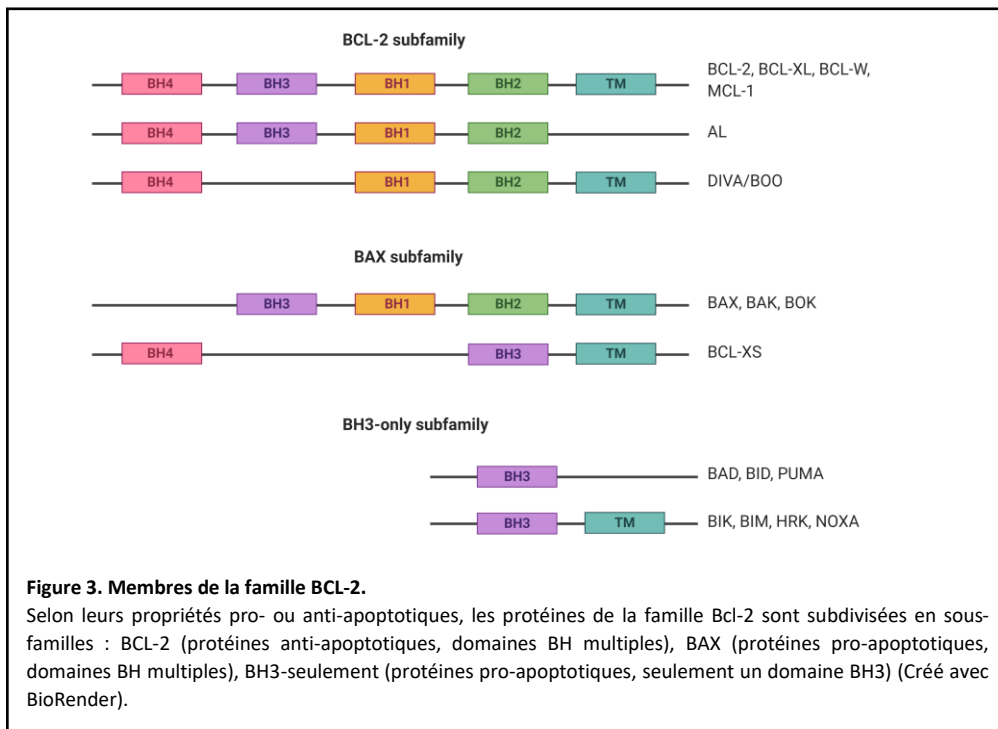 BCL-2 subfamily
BH4 BH3 BH1 BH2 TM BCL-2, BCL-XL, BCL-W,
MCL-1
BH4 BH3 BH1 BH2 AL
BH4 BH1 BH2 TM DIVA/BOO
BAX subfamily
BH3 BH1 BH2 TM BAX, BAK, BOK
BH4 BH3 TM BCL-XS
BH3-only subfamily
BH3 BAD, BID, PUMA
BH3 TM BIK, BIM, HRK, NOXA
Figure 3. Membres de la famille BCL-2.
Selon leurs propriétés pro- ou anti-apoptotiques, les protéines de la famille Bcl-2 sont subdivisées en sous-
familles : BCL-2 (protéines anti-apoptotiques, domaines BH multiples), BAX (protéines pro-apoptotiques,
domaines BH multiples), BH3-seulement (protéines pro-apoptotiques, seulement un domaine BH3) (Créé avec
BioRender).